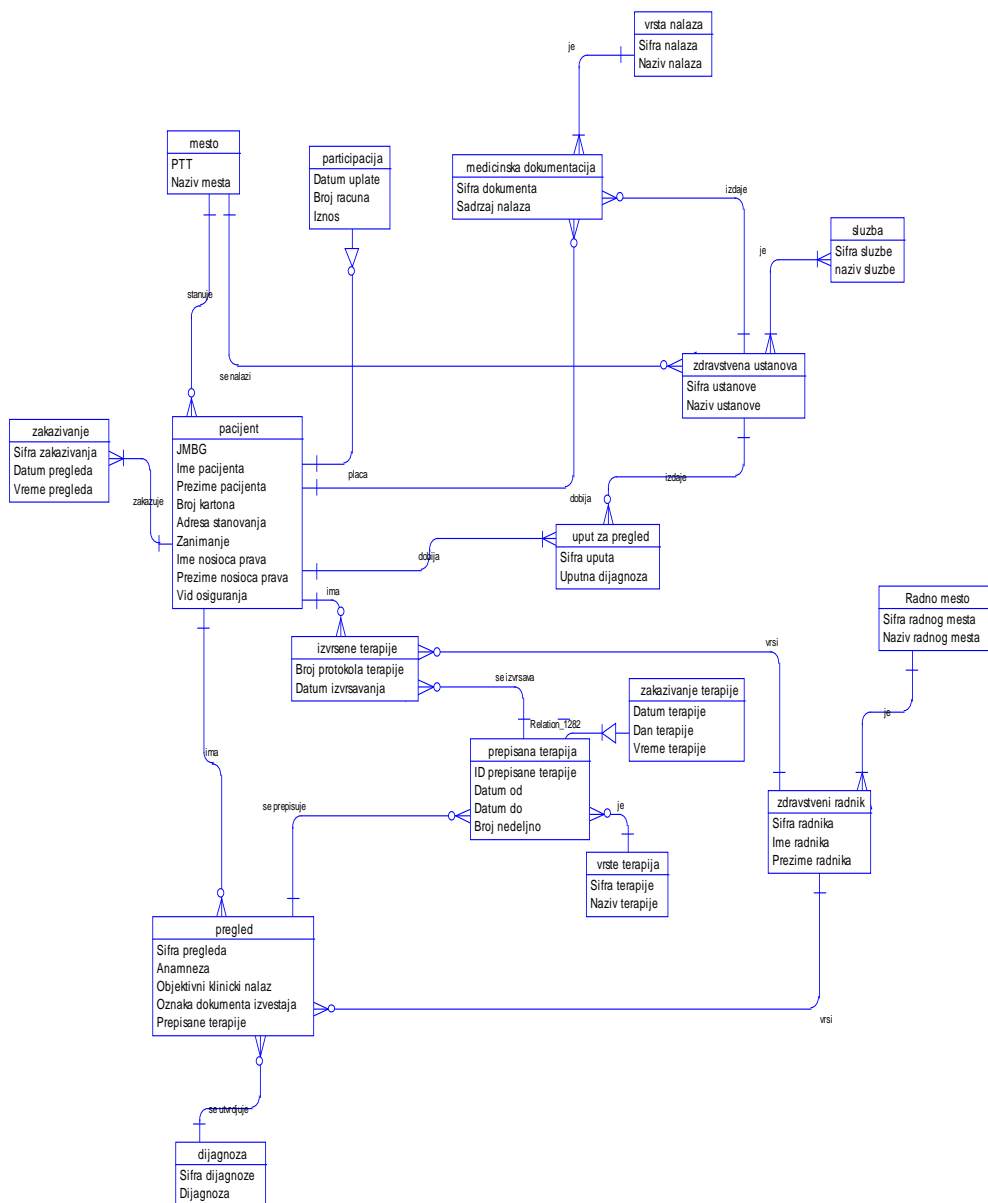 vrsta nalaza
Sifra nalaza
Naziv nalaza
je
mesto
PTT
Naziv mesta
participacija
Datum uplate
Broj racuna
Iznos
medicinska dokumentacija
Sifra dokumenta
Sadrzaj nalaza
izdaje
sluzba
Sifra sluzbe
naziv sluzbe
je
stanuje
se nalazi
zdravstvena ustanova
Sifra ustanove
Naziv ustanove
zakazivanje
Sifra zakazivanja
Datum pregleda
Vreme pregleda
zakazuje
pacijent
JMBG
Ime pacijenta
Prezime pacijenta
Broj kartona
Adresa stanovanja
Zanimanje
Ime nosioca prava
Prezime nosioca prava
Vid osiguranja
placa
dobija
izdaje
dobija
uput za pregled
Sifra uputa
Uputna dijagnoza
ima
izvrsene terapije
Broj protokola terapije
Datum izvrsavanja
vrsi
Radno mesto
Sifra radnog mesta
Naziv radnog mesta
je
se izvrsava
Relation_1282
zakazivanje terapije
Datum terapije
Dan terapije
Vreme terapije
prepisana terapija
ID prepisane terapije
Datum od
Datum do
Broj nedeljno
je
ima
se prepisuje
zdravstveni radnik
Sifra radnika
Ime radnika
Prezime radnika
vrste terapija
Sifra terapije
Naziv terapije
pregled
Sifra pregleda
Anamneza
Objektivni klinicki nalaz
Oznaka dokumenta izvestaja
Prepisane terapije
vrsi
se utvrdjuje
dijagnoza
Sifra dijagnoze
Dijagnoza